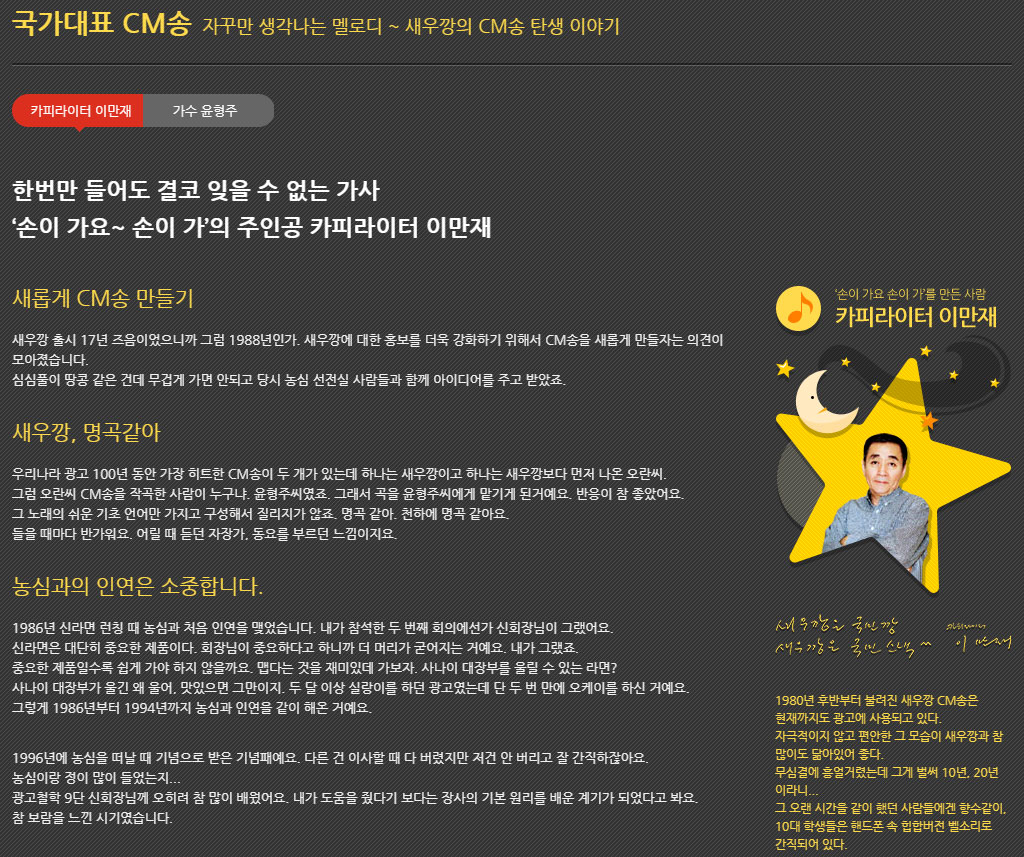 국가대표 CM송 자꾸만 생각나는 멜로디 ~ 새우깡의 CM송 탄생 이야기
카피라이터 이만재
가수 윤형주
한번만 들어도 결코 잊을 수 없는 가사
‘손이 가요~ 손이 가’의 주인공 카피라이터 이만재
새롭게 CM송 만들기
새우깡 출시 17년 즈음이었으니까 그럼 1988년인가. 새우깡에 대한 홍보를 더욱 강화하기 위해서 CM송을 새롭게 만들자는 의견이
모아졌습니다.
심심풀이 땅콩 같은 건데 무겁게 가면 안되고 당시 농심 선전실 사람들과 함께 아이디어를 주고 받았죠.
새우깡, 명곡같아
우리나라 광고 100년 동안 가장 히트한 CM송이 두 개가 있는데 하나는 새우깡이고 하나는 새우깡보다 먼저 나온 오란씨.
그럼 오란씨 CM송을 작곡한 사람이 누구냐. 윤형주씨였죠. 그래서 곡을 윤형주씨에게 맡기게 된거예요. 반응이 참 좋았어요.
그 노래의 쉬운 기초 언어만 가지고 구성해서 질리지가 않죠. 명곡 같아. 천하에 명곡 같아요.
들을 때마다 반가워요. 어릴 때 듣던 자장가, 동요를 부르던 느낌이지요.
농심과의 인연은 소중합니다.
1986년 신라면 런칭 때 농심과 처음 인연을 맺었습니다. 내가 참석한 두 번째 회의에선가 신회장님이 그랬어요.
신라면은 대단히 중요한 제품이다. 회장님이 중요하다고 하니까 더 머리가 굳어지는 거예요. 내가 그랬죠.
중요한 제품일수록 쉽게 가야 하지 않을까요. 맵다는 것을 재미있데 가보자. 사나이 대장부를 울릴 수 있는 라면?
사나이 대장부가 울긴 왜 울어, 맛있으면 그만이지. 두 달 이상 실랑이를 하던 광고였는데 단 두 번 만에 오케이를 하신 거예요.
그렇게 1986년부터 1994년까지 농심과 인연을 같이 해온 거예요.
1996년에 농심을 떠날 때 기념으로 받은 기념패예요. 다른 건 이사할 때 다 버렸지만 저건 안 버리고 잘 간직하잖아요.
농심이랑 정이 많이 들었는지...
광고철학 9단 신회장님께 오히려 참 많이 배웠어요. 내가 도움을 줬다기 보다는 장사의 기본 원리를 배운 계기가 되었다고 봐요.
참 보람을 느낀 시기였습니다.
‘손이 가요 손이 가’를 만든 사람
카피라이터 이만재
새우깡은 국민깡
새우깡은 국민 스낵 ^^
카피라이터 이만재
1980년 후반부터 불려진 새우깡 CM송은
현재까지도 광고에 사용되고 있다.
자극적이지 않고 편안한 그 모습이 새우깡과 참
많이도 닮아있어 좋다.
무심결에 흥얼거렸는데 그게 벌써 10년, 20년
이라니...
그 오랜 시간을 같이 했던 사람들에겐 향수같이,
10대 학생들은 핸드폰 속 힙합버전 벨소리로
간직되어 있다.